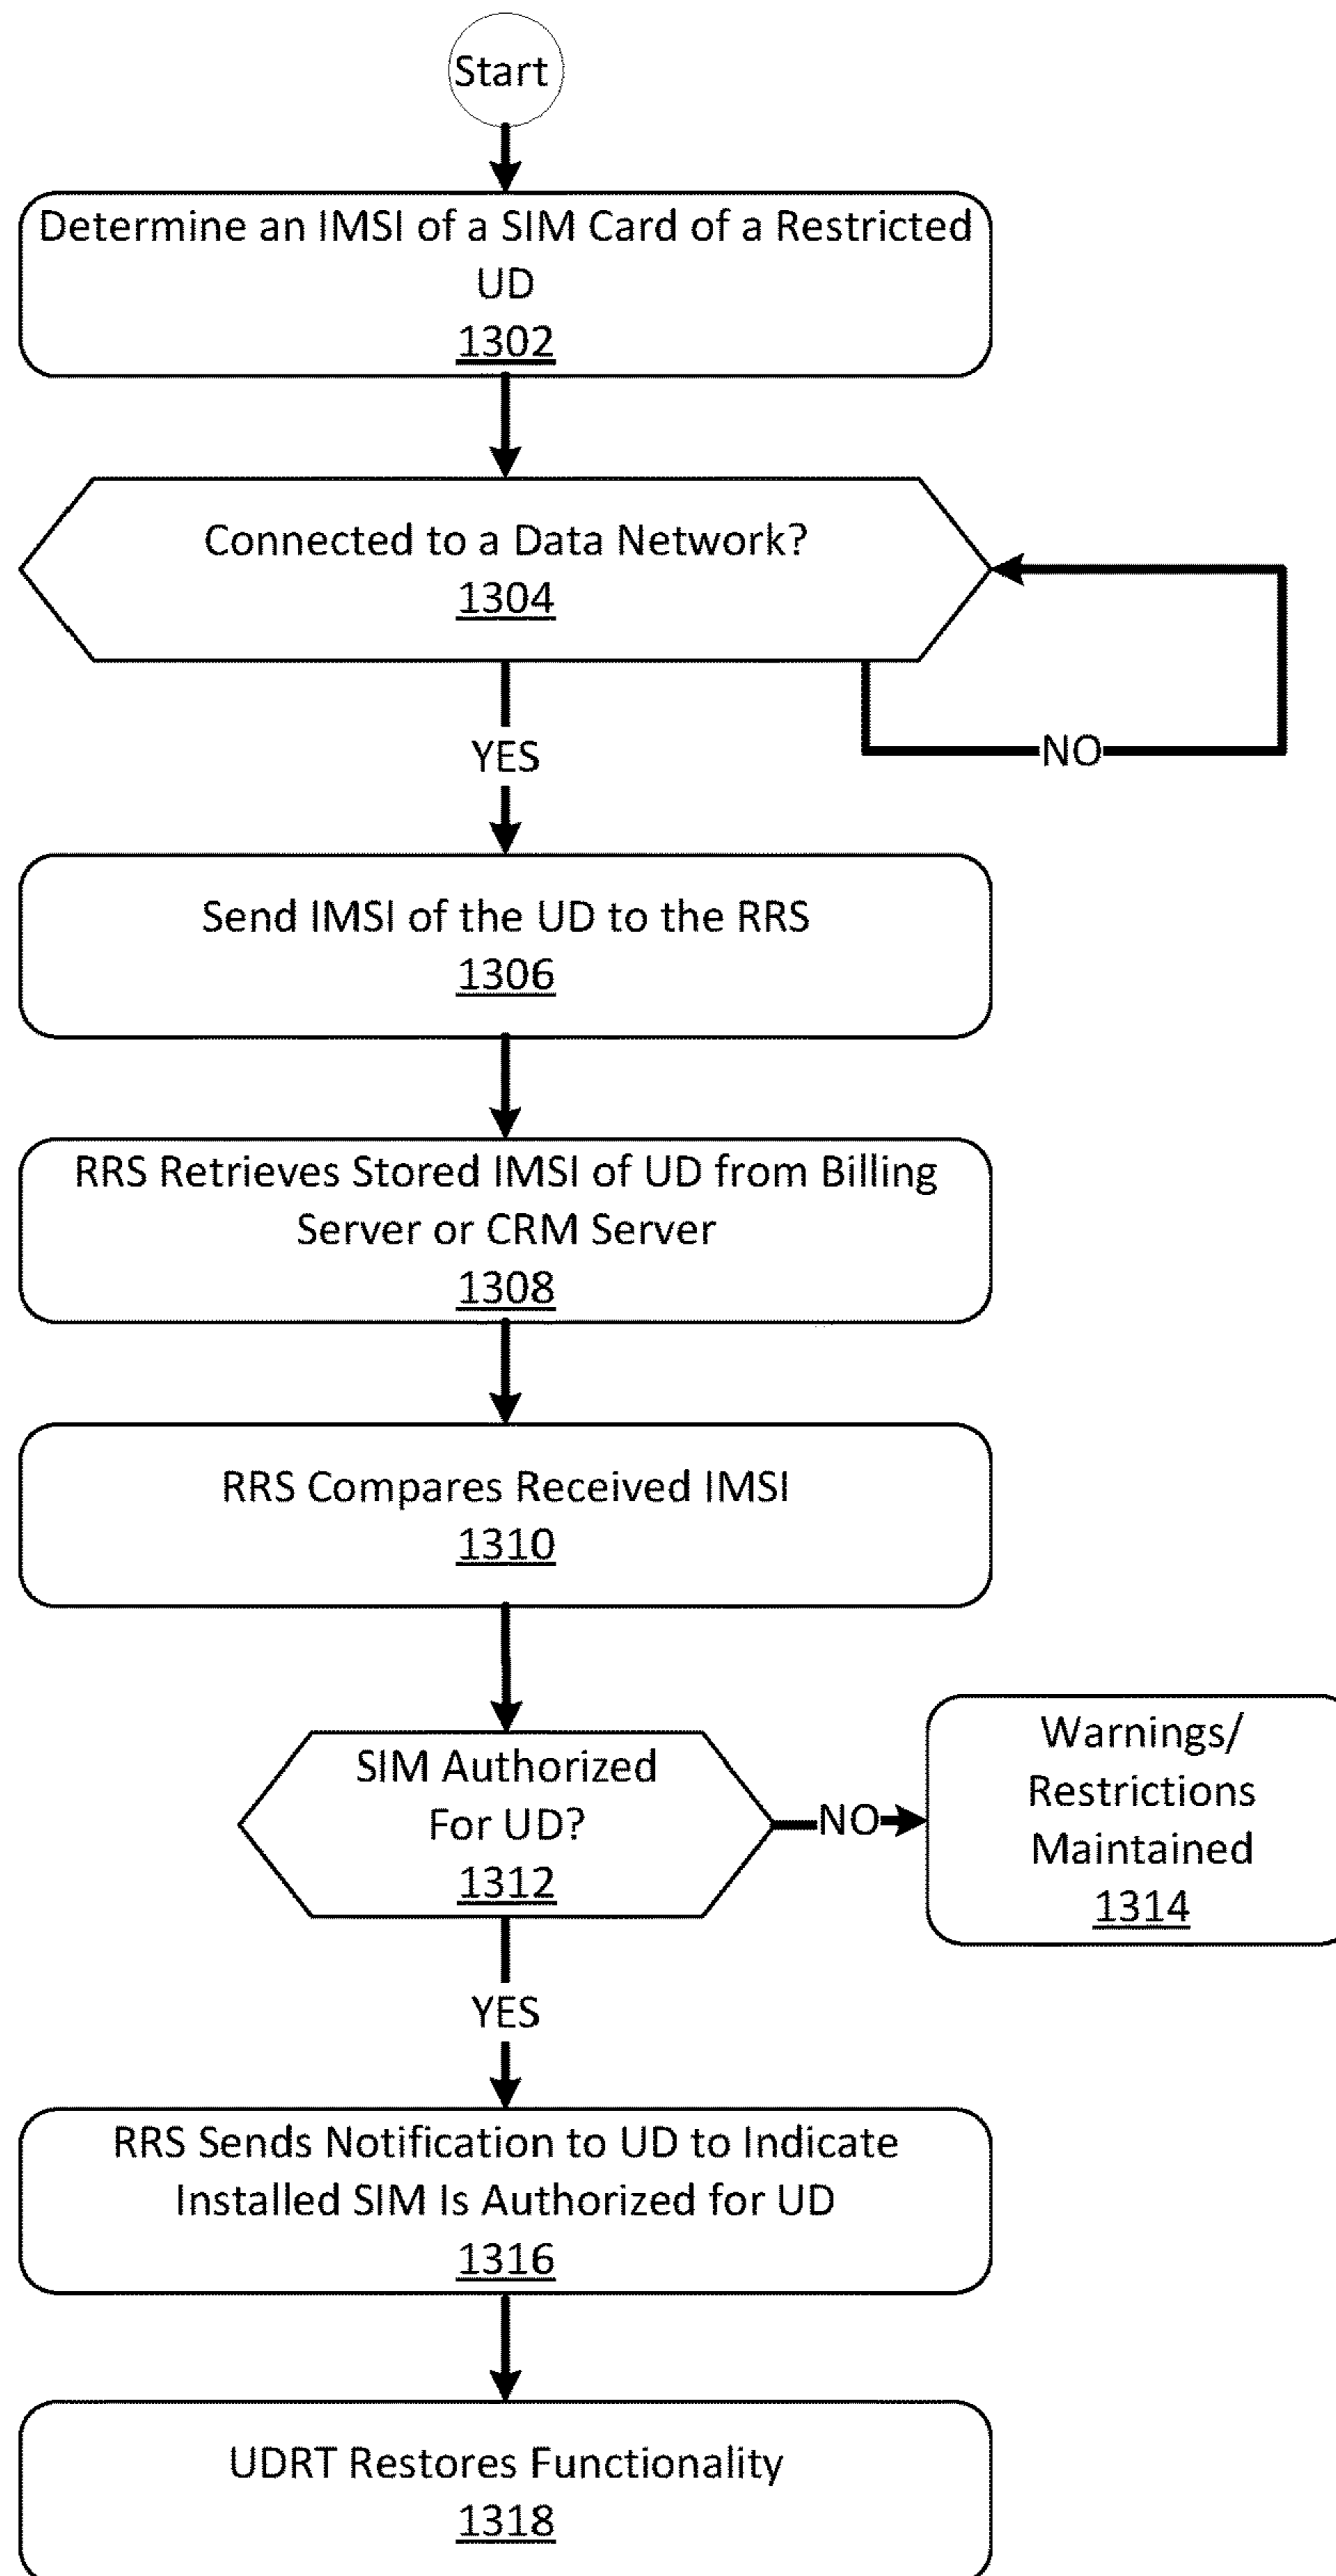 Start
Determine an IMSI of a SIM Card of a Restricted
UD
1302
Connected to a Data Network?
1304
NO
YES
Send IMSI of the UD to the RRS
1306
RRS Retrieves Stored IMSI of UD from Billing
Server or CRM Server
1308
RRS Compares Received IMSI
1310
SIM Authorized
For UD?
1312
NO
Warnings/
Restrictions
Maintained
1314
YES
RRS Sends Notification to UD to Indicate
Installed SIM Is Authorized for UD
1316
UDRT Restores Functionality
1318